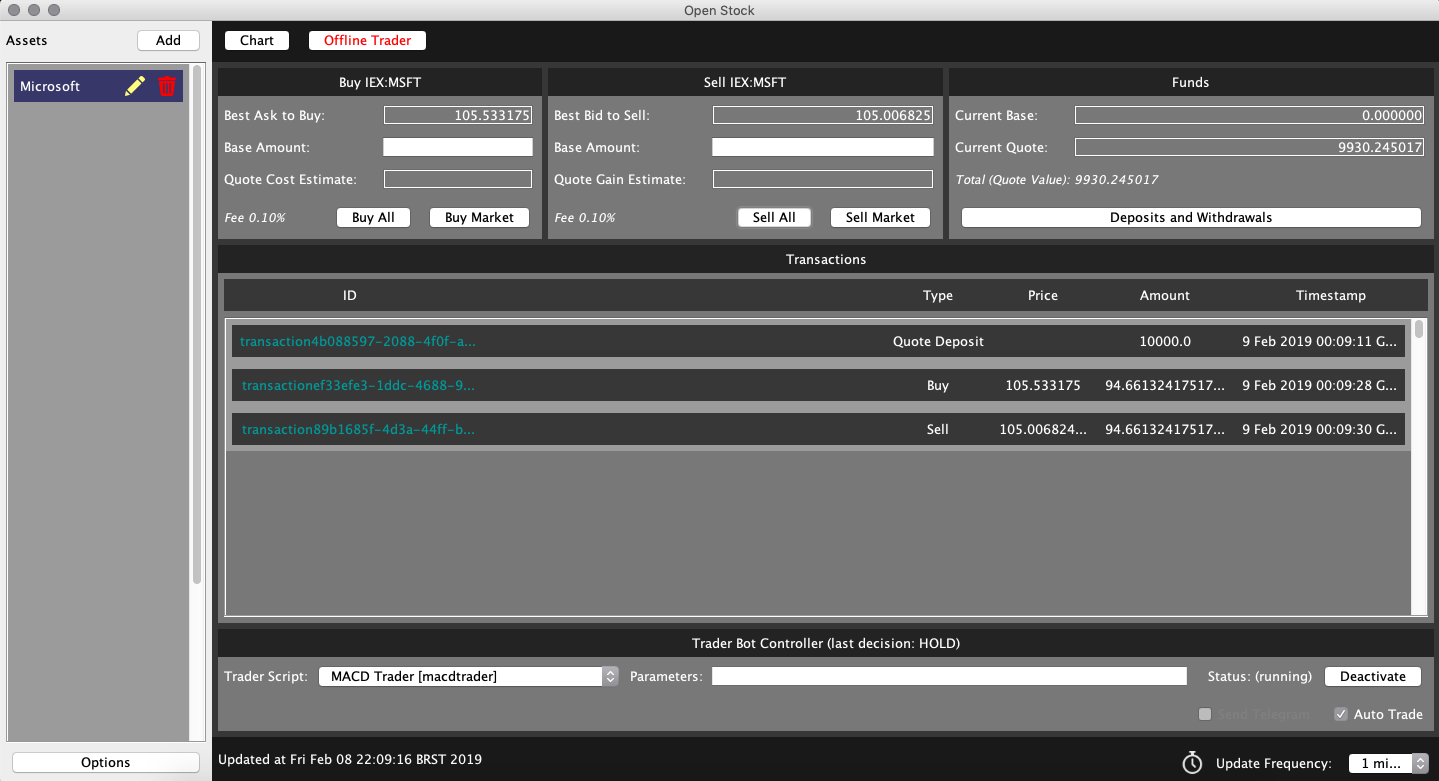 Open Stock
Assets
Add
Microsoft
Options
Chart
Offline Trader
Buy IEX:MSFT
Best Ask to Buy: 105.533175
Base Amount:
Quote Cost Estimate:
Fee 0.10% Buy All Buy Market
Sell IEX:MSFT
Best Bid to Sell: 105.006825
Base Amount:
Quote Gain Estimate:
Fee 0.10% Sell All Sell Market
Funds
Current Base: 0.000000
Current Quote: 9930.245017
Total (Quote Value): 9930.245017
Deposits and Withdrawals
Transactions
ID Type Price Amount Timestamp
transaction4b088597-2088-4f0f-a... Quote Deposit 10000.0 9 Feb 2019 00:09:11 G...
transactionef33efe3-1ddc-4688-9... Buy 105.533175 94.66132417517... 9 Feb 2019 00:09:28 G...
transaction89b1685f-4d3a-44ff-b... Sell 105.006824... 94.66132417517... 9 Feb 2019 00:09:30 G...
Trader Bot Controller (last decision: HOLD)
Trader Script: MACD Trader [macdtrader] Parameters: Status: (running) Deactivate
Send Telegram Auto Trade
Updated at Fri Feb 08 22:09:16 BRST 2019 Update Frequency: 1 mi...